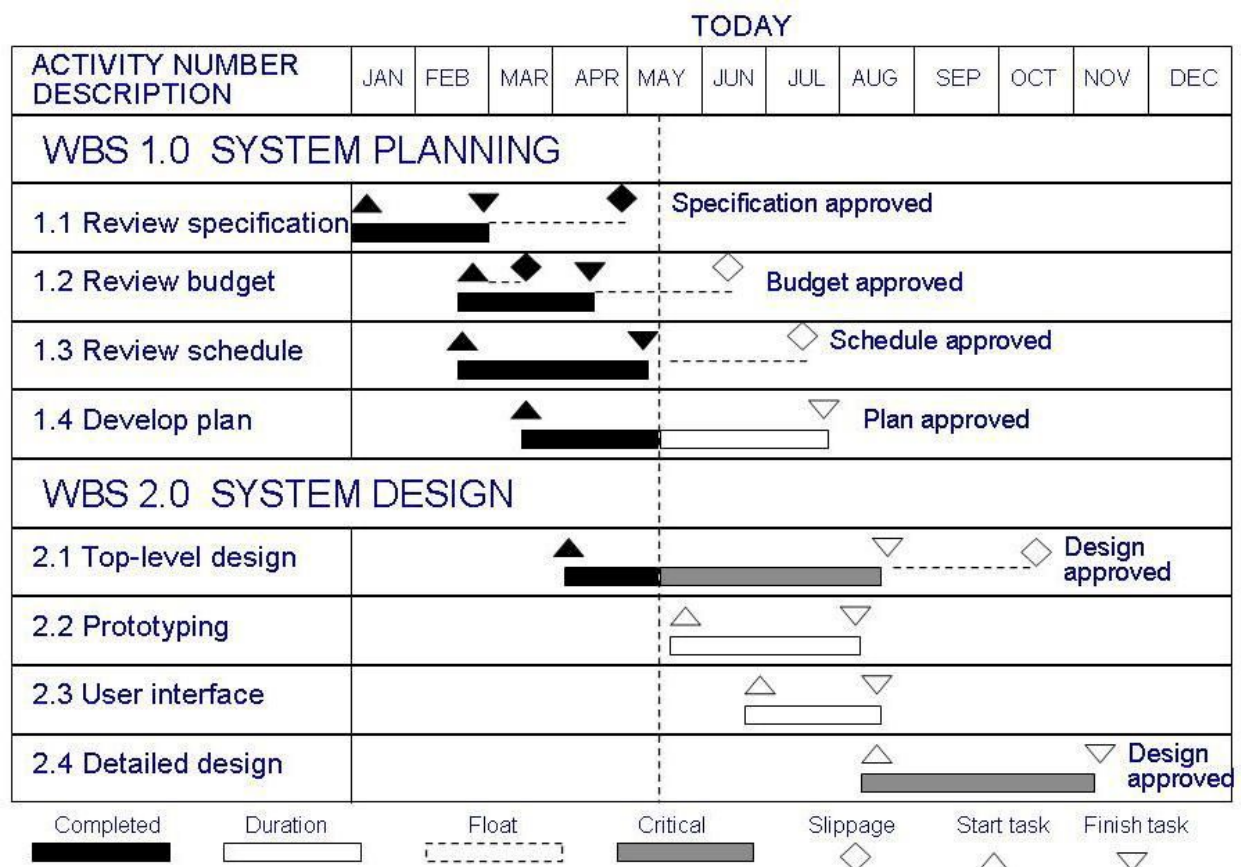 TODAY
ACTIVITY NUMBER
DESCRIPTION
JAN FEB MAR APR MAY JUN JUL AUG SEP OCT NOV DEC
WBS 1.0 SYSTEM PLANNING
1.1 Review specification
Specification approved
1.2 Review budget
Budget approved
1.3 Review schedule
Schedule approved
1.4 Develop plan
Plan approved
WBS 2.0 SYSTEM DESIGN
2.1 Top-level design
Design
approved
2.2 Prototyping
2.3 User interface
2.4 Detailed design
Design
approved
Completed Duration Float Critical Slippage Start task Finish task